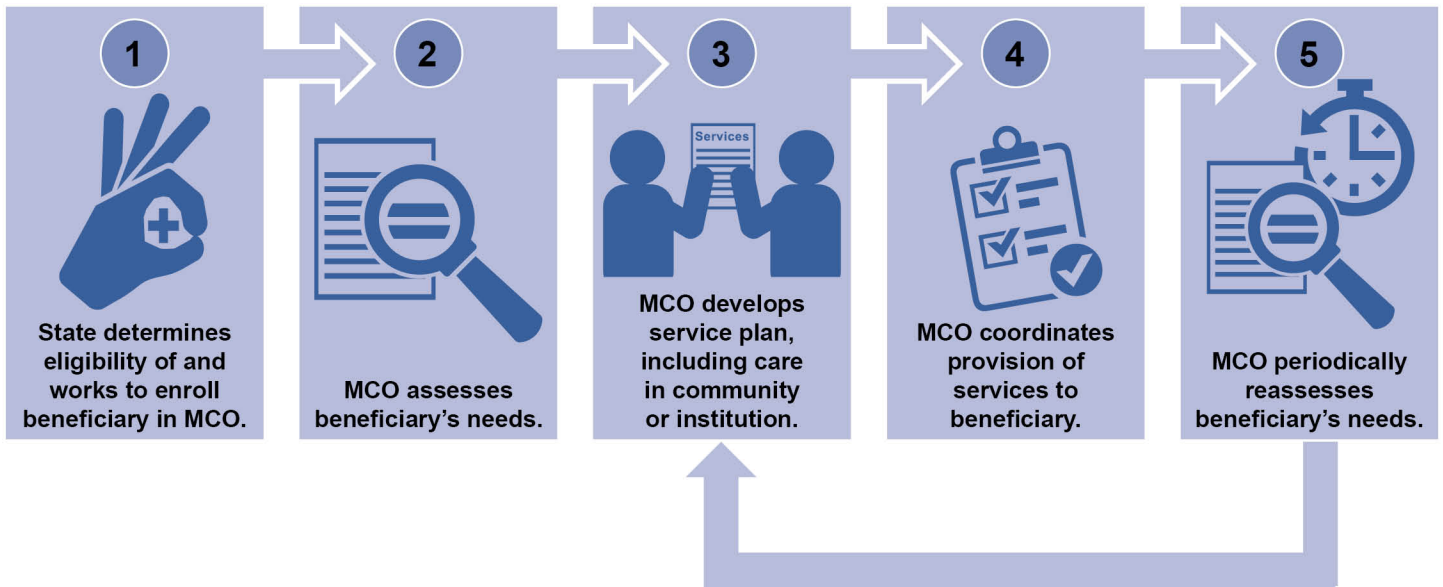 1
State determines
eligibility of and
works to enroll
beneficiary in MCO.
2
MCO assesses
beneficiary's needs.
3
Services
MCO develops
service plan,
including care
in community
or institution.
4
MCO coordinates
provision of
services to
beneficiary.
5
MCO periodically
reassesses
beneficiary's needs.